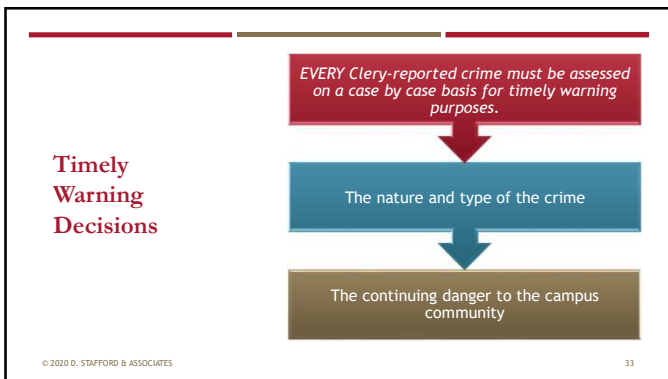 EVERY Clery-reported crime must be assessed
on a case by case basis for timely warning
purposes.
Timely
Warning
Decisions
The nature and type of the crime
The continuing danger to the campus
community
© 2020 D. STAFFORD & ASSOCIATES
33